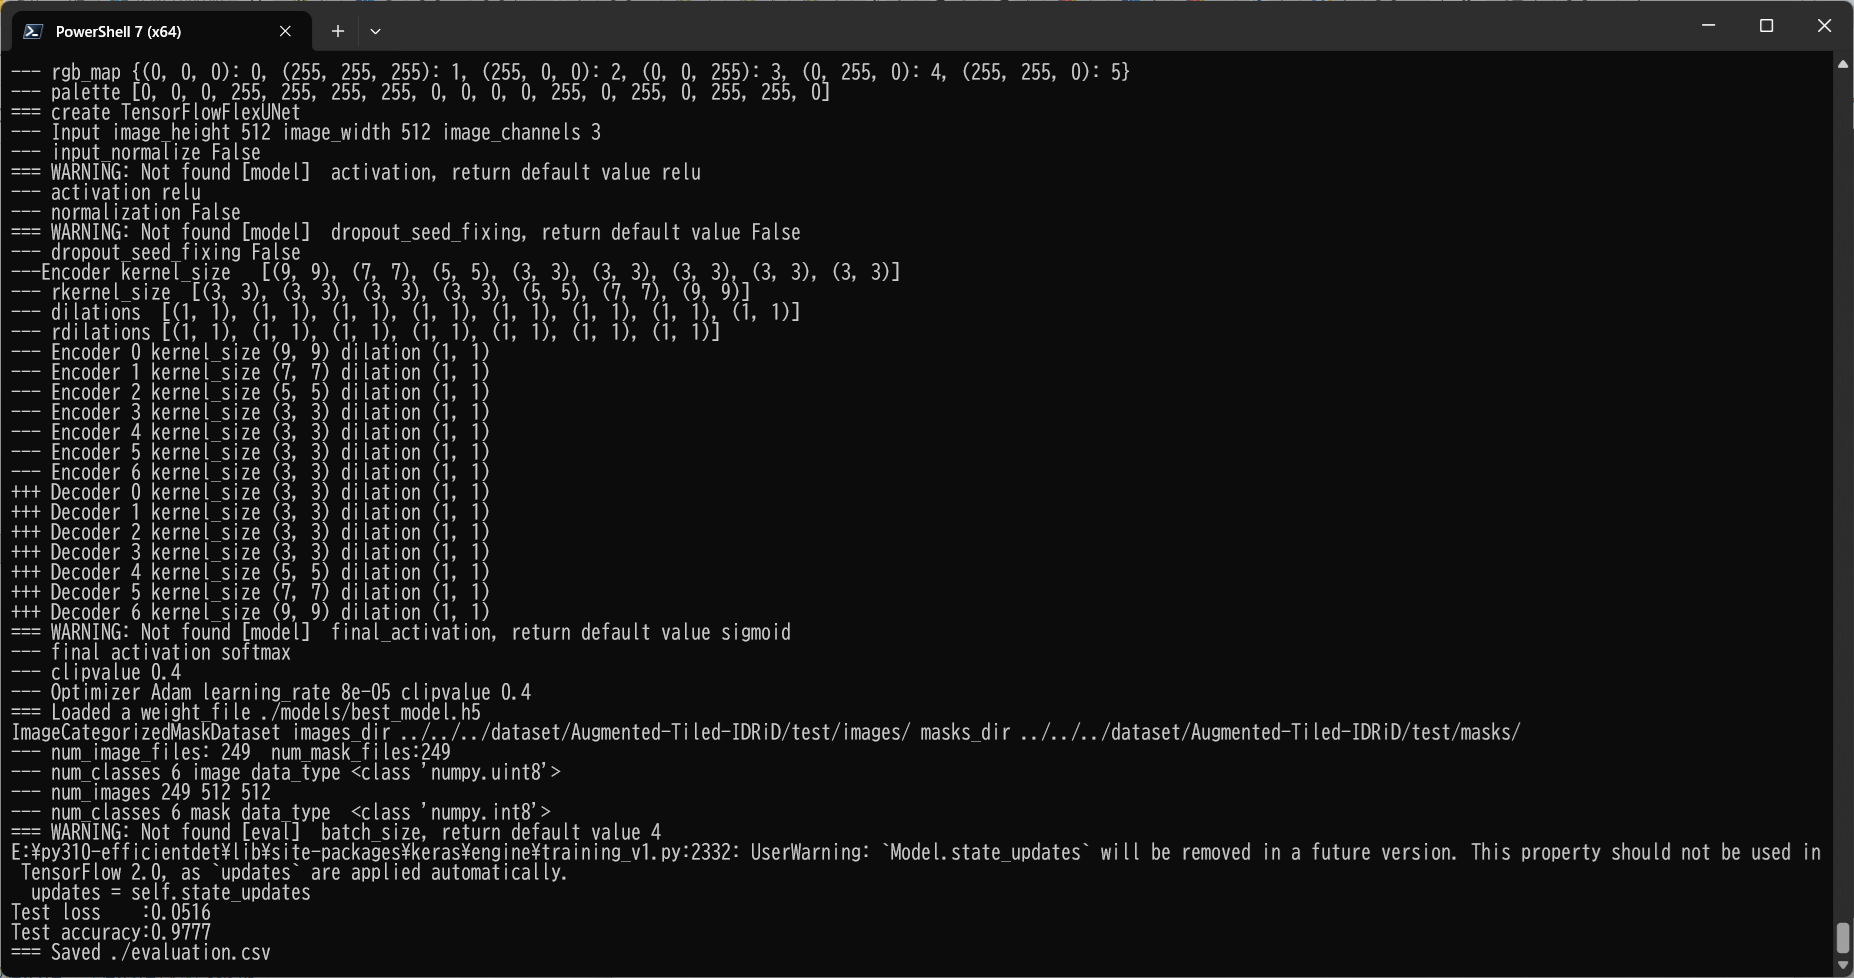 PowerShell 7 (x64)
--- rgb_map {(0, 0, 0): 0, (255, 255, 255): 1, (255, 0, 0): 2, (0, 0, 255): 3, (0, 255, 0): 4, (255, 255, 0): 5}
--- palette [0, 0, 0, 255, 255, 255, 255, 0, 0, 0, 0, 255, 0, 255, 0, 255, 255, 0]
=== create TensorFlowFlexUNet
--- Input image_height 512 image_width 512 image_channels 3
--- input_normalize False
=== WARNING: Not found [model]  activation, return default value relu
--- activation relu
--- normalization False
=== WARNING: Not found [model]  dropout_seed_fixing, return default value False
--- dropout_seed_fixing False
---Encoder kernel_size   [(9, 9), (7, 7), (5, 5), (3, 3), (3, 3), (3, 3), (3, 3), (3, 3)]
--- rkernel_size  [(3, 3), (3, 3), (3, 3), (3, 3), (5, 5), (7, 7), (9, 9)]
--- dilations  [(1, 1), (1, 1), (1, 1), (1, 1), (1, 1), (1, 1), (1, 1), (1, 1)]
--- rdilations [(1, 1), (1, 1), (1, 1), (1, 1), (1, 1), (1, 1), (1, 1)]
--- Encoder 0 kernel_size (9, 9) dilation (1, 1)
--- Encoder 1 kernel_size (7, 7) dilation (1, 1)
--- Encoder 2 kernel_size (5, 5) dilation (1, 1)
--- Encoder 3 kernel_size (3, 3) dilation (1, 1)
--- Encoder 4 kernel_size (3, 3) dilation (1, 1)
--- Encoder 5 kernel_size (3, 3) dilation (1, 1)
--- Encoder 6 kernel_size (3, 3) dilation (1, 1)
+++ Decoder 0 kernel_size (3, 3) dilation (1, 1)
+++ Decoder 1 kernel_size (3, 3) dilation (1, 1)
+++ Decoder 2 kernel_size (3, 3) dilation (1, 1)
+++ Decoder 3 kernel_size (3, 3) dilation (1, 1)
+++ Decoder 4 kernel_size (5, 5) dilation (1, 1)
+++ Decoder 5 kernel_size (7, 7) dilation (1, 1)
+++ Decoder 6 kernel_size (9, 9) dilation (1, 1)
=== WARNING: Not found [model]  final_activation, return default value sigmoid
--- final activation softmax
--- clipvalue 0.4
--- Optimizer Adam learning_rate 8e-05 clipvalue 0.4
=== Loaded a weight_file ./models/best_model.h5
ImageCategorizedMaskDataset images_dir ../../../dataset/Augmented-Tiled-IDRiD/test/images/ masks_dir ../../../dataset/Augmented-Tiled-IDRiD/test/masks/
--- num_image_files: 249  num_mask_files:249
--- num_classes 6 image data_type <class 'numpy.uint8'>
--- num_images 249 512 512
--- num_classes 6 mask data_type  <class 'numpy.int8'>
=== WARNING: Not found [eval]  batch_size, return default value 4
E:¥py310-efficientdet¥lib¥site-packages¥keras¥engine¥training_v1.py:2332: UserWarning: `Model.state_updates` will be removed in a future version. This property should not be used in
 TensorFlow 2.0, as `updates` are applied automatically.
  updates = self.state_updates
Test loss    :0.0516
Test accuracy:0.9777
=== Saved ./evaluation.csv